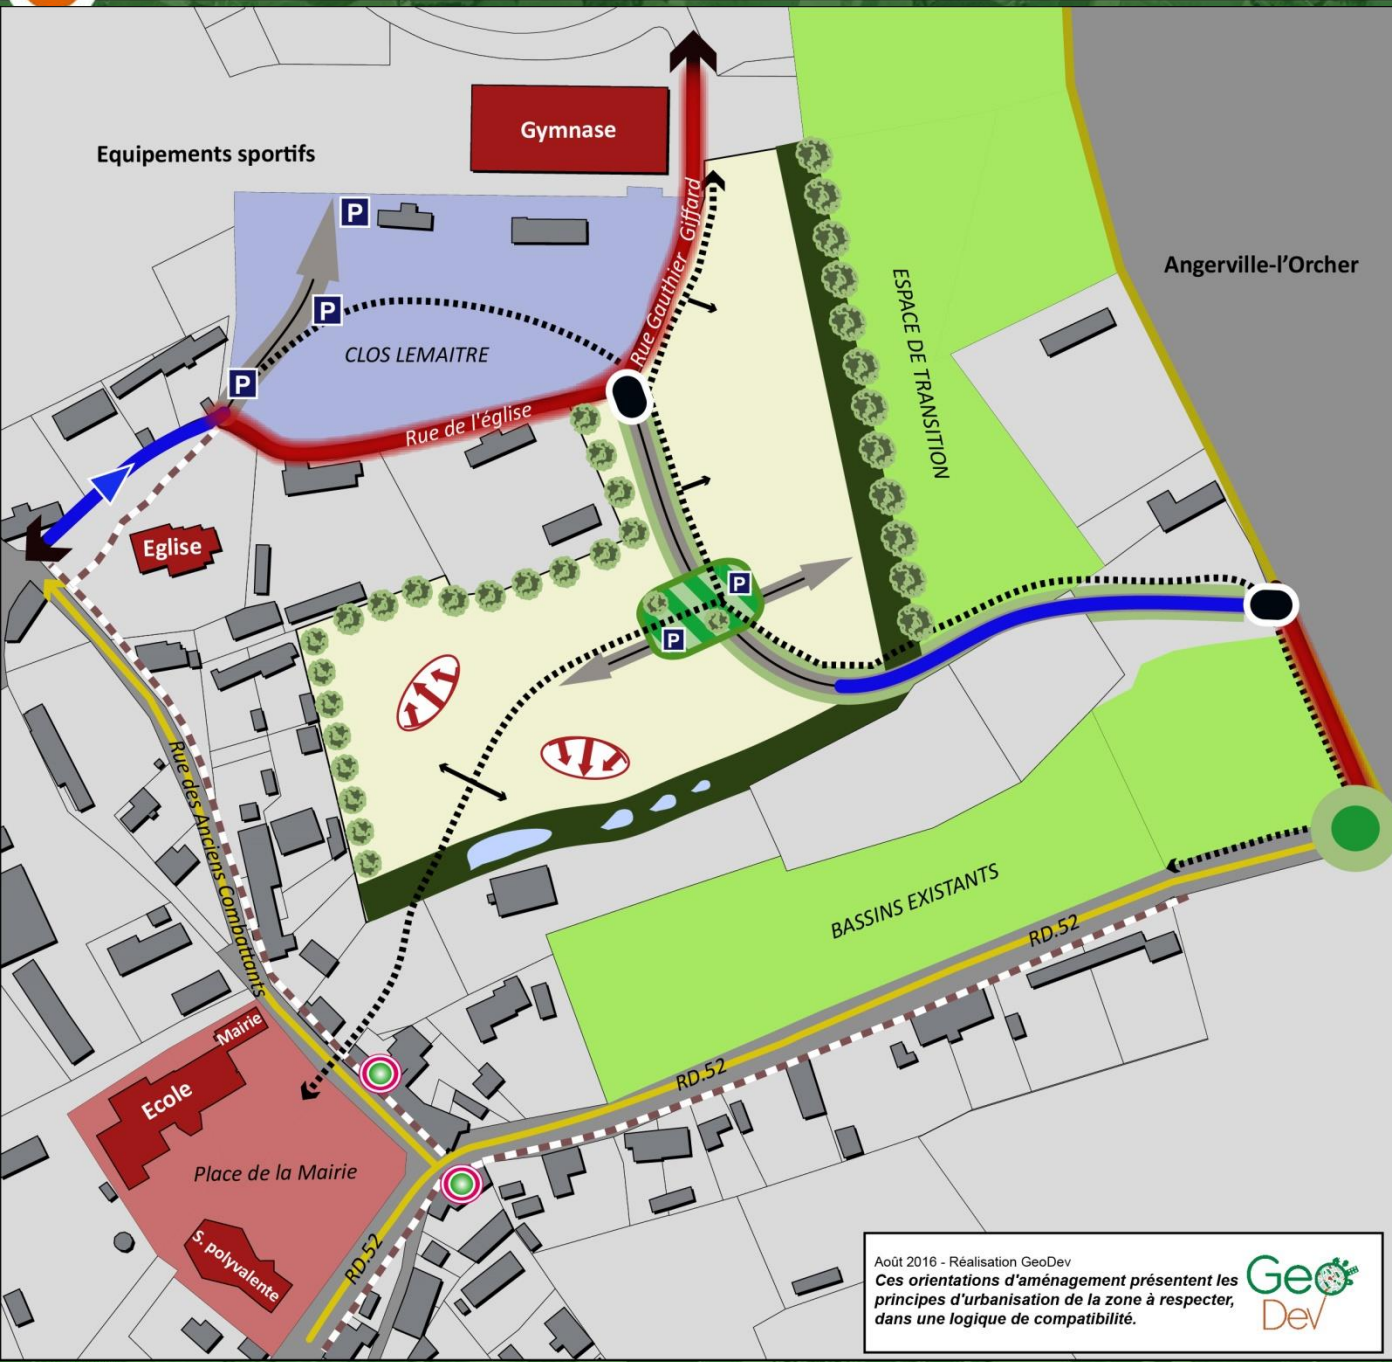 Gymnase
Equipements sportifs
P
Rue Gauthier Giffard
Angerville-l'Orcher
ESPACE DE TRANSITION
P
CLOS LEMAITRE
P
Rue de l'église
Eglise
P
P
Rue des Anciens Combattants
BASSINS EXISTANTS
RD.52
Mairie
RD.52
Ecole
Place de la Mairie
S. polyvalente
RD.52
Août 2016 - Réalisation GeoDev
Ces orientations d'aménagement présentent les
principes d'urbanisation de la zone à respecter,
dans une logique de compatibilité.
Geo
Dev